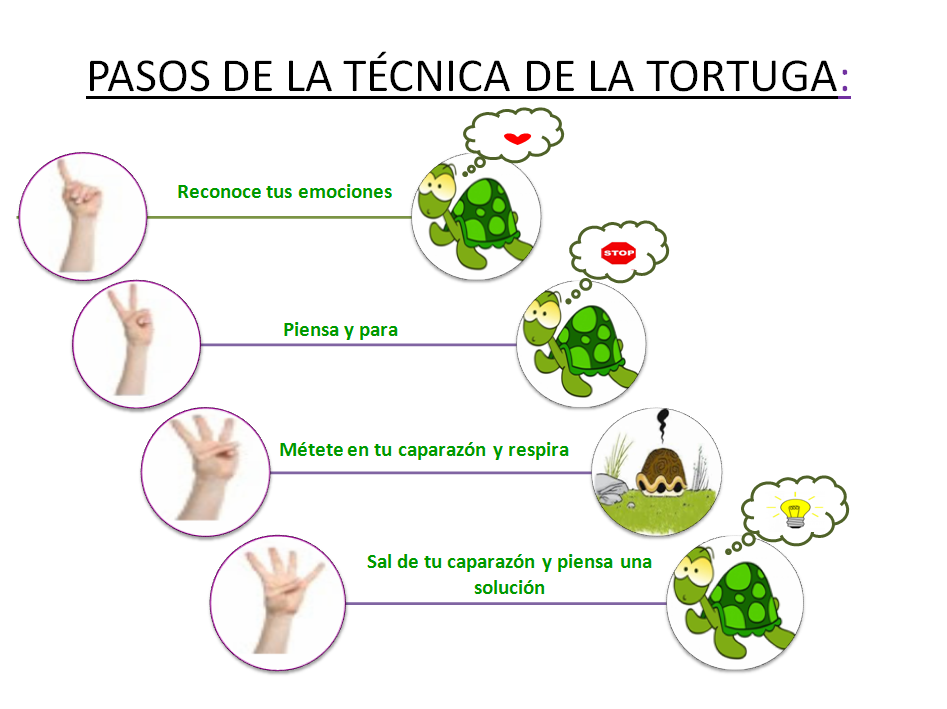 PASOS DE LA TÉCNICA DE LA TORTUGA:
Reconoce tus emociones
STOP
Piensa y para
Métete en tu caparazón y respira
Sal de tu caparazón y piensa una
solución